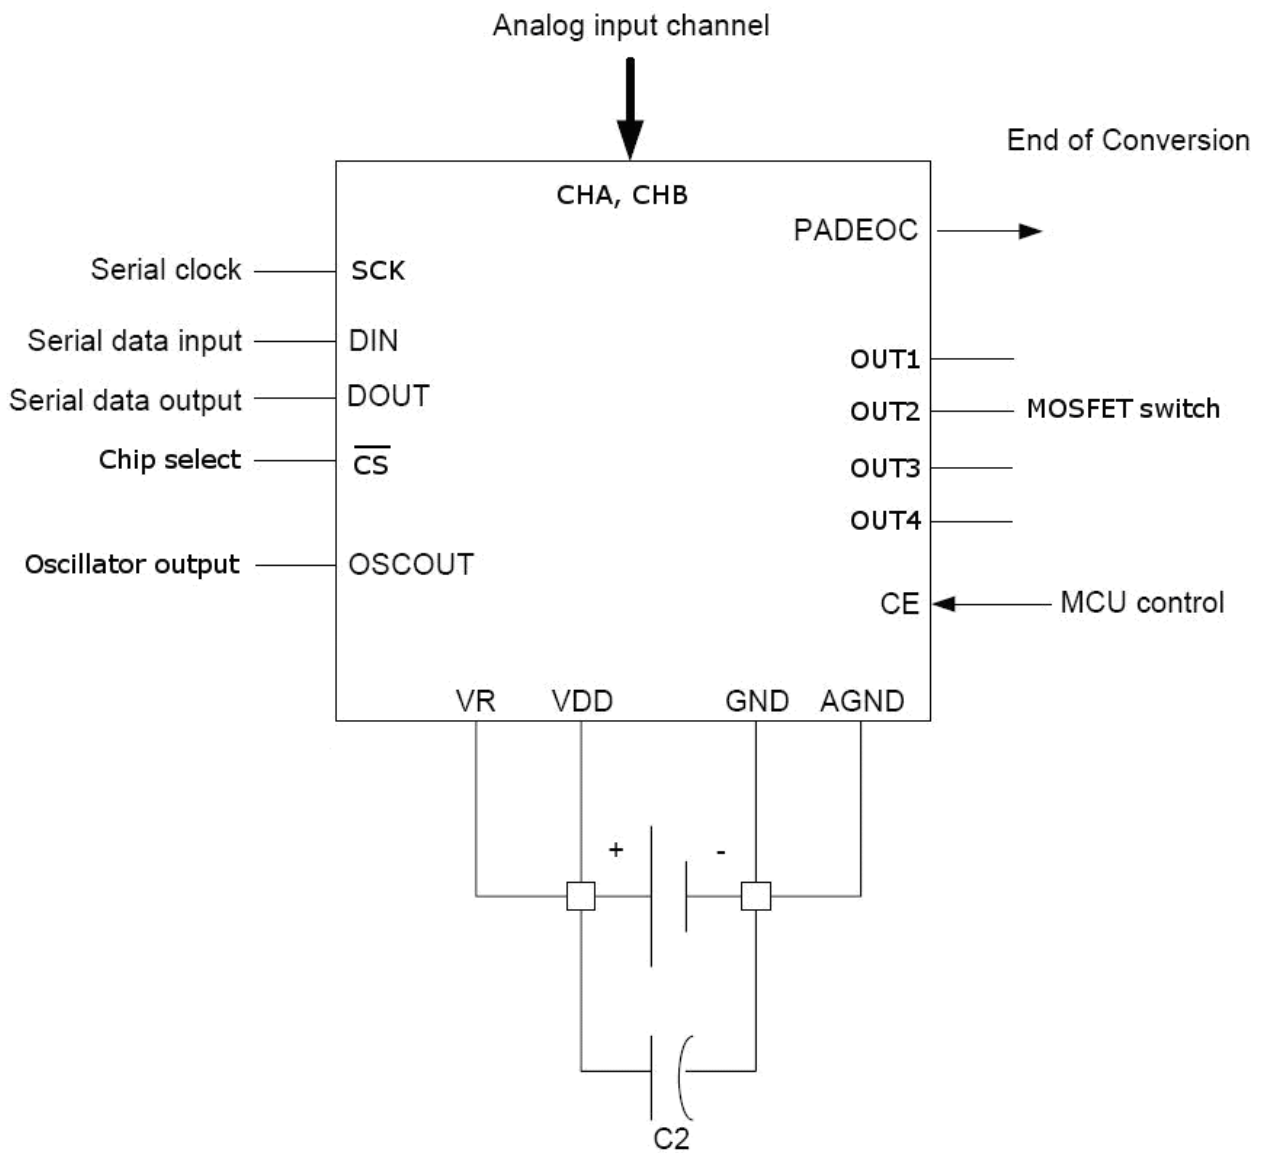 Analog input channel
End of Conversion
CHA, CHB
PADEOC
Serial clock SCK
Serial data input DIN
Serial data output DOUT
Chip select CS
Oscillator output OSCOUT
OUT1
OUT2 MOSFET switch
OUT3
OUT4
CE MCU control
VR VDD GND AGND
+ -
C2